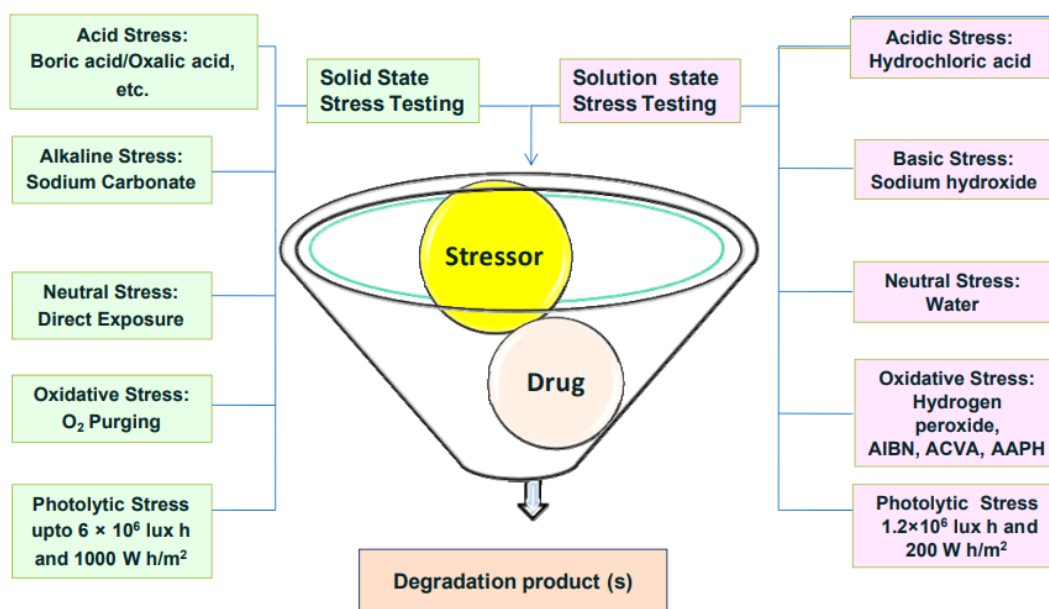 Acid Stress:
Boric acid/Oxalic acid,
etc.
Alkaline Stress:
Sodium Carbonate
Neutral Stress:
Direct Exposure
Oxidative Stress:
O₂ Purging
Photolytic Stress
upto 6 × 10⁶ lux h
and 1000 W h/m²
Solid State
Stress Testing
Solution state
Stress Testing
Stressor
Drug
Degradation product (s)
Acidic Stress:
Hydrochloric acid
Basic Stress:
Sodium hydroxide
Neutral Stress:
Water
Oxidative Stress:
Hydrogen
peroxide,
AIBN, ACVA, AAPH
Photolytic Stress
1.2×10⁶ lux h and
200 W h/m²